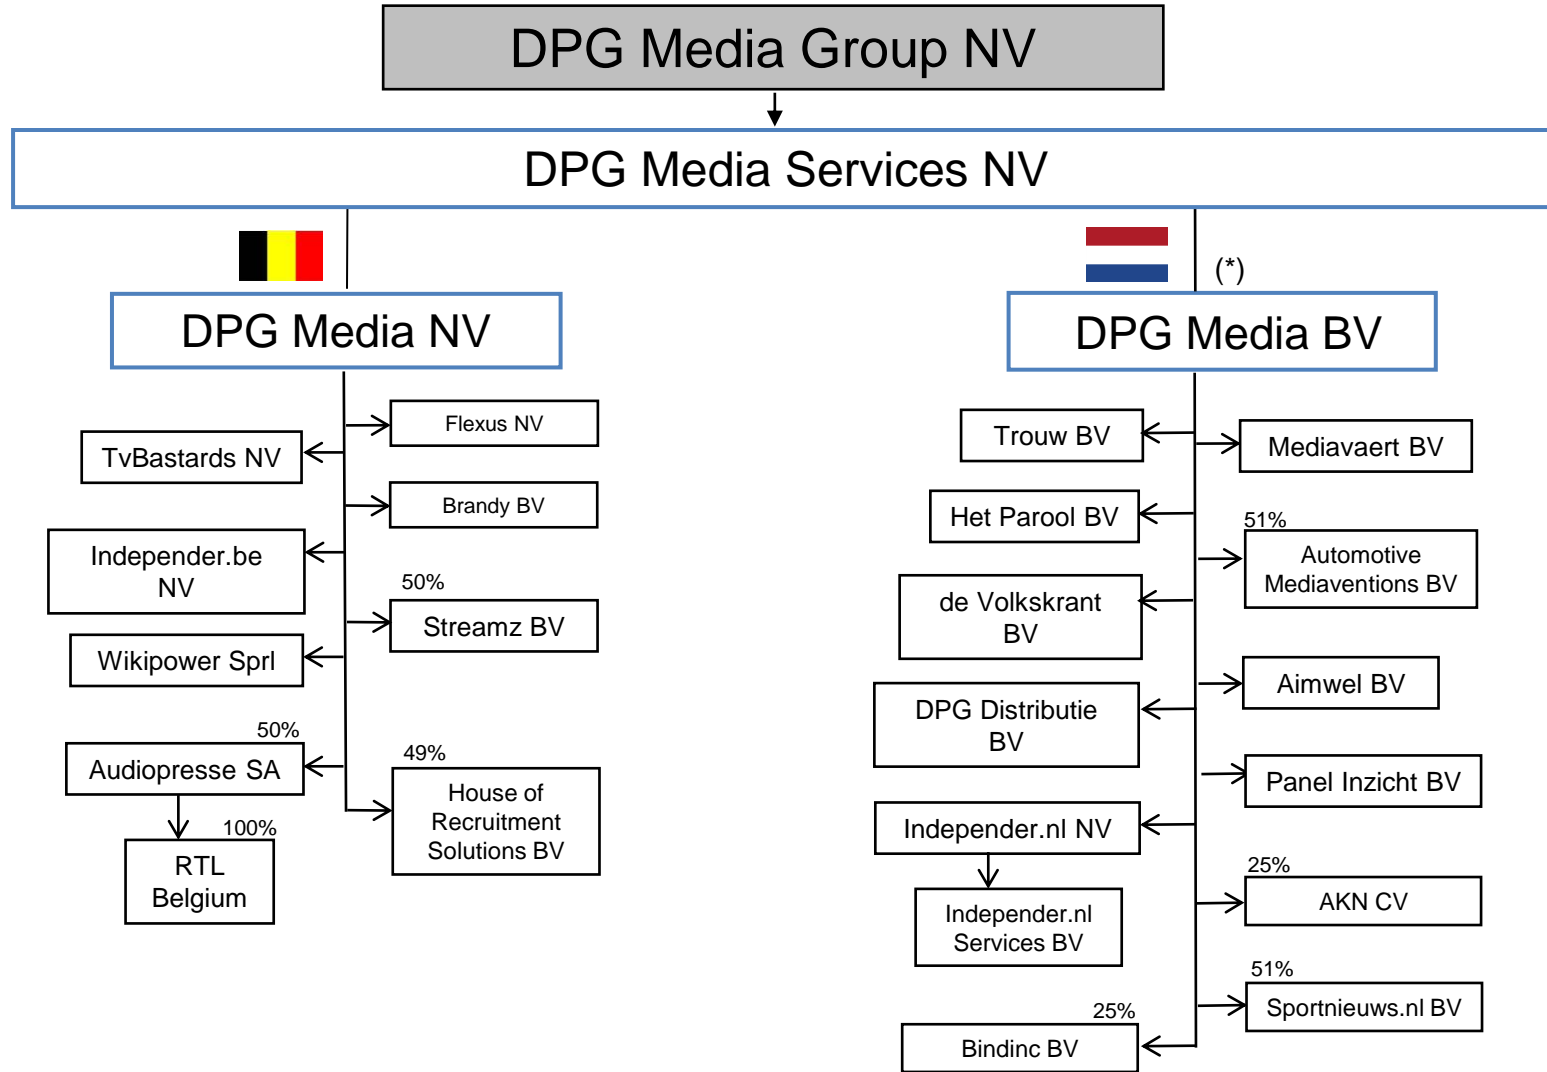 DPG Media Group NV
DPG Media Services NV
(*)
DPG Media NV
DPG Media BV
Flexus NV
TvBastards NV
Brandy BV
Independer.be
NV
50%
Streamz BV
Wikipower Sprl
50%
Audiopresse SA
49%
House of
Recruitment
Solutions BV
100%
RTL
Belgium
Trouw BV
Mediavaert BV
Het Parool BV
51%
Automotive
Mediaventions BV
de Volkskrant
BV
Aimwel BV
DPG Distributie
BV
Panel Inzicht BV
Independer.nl NV
Independer.nl
Services BV
25%
AKN CV
51%
Sportnieuws.nl BV
25%
Bindinc BV